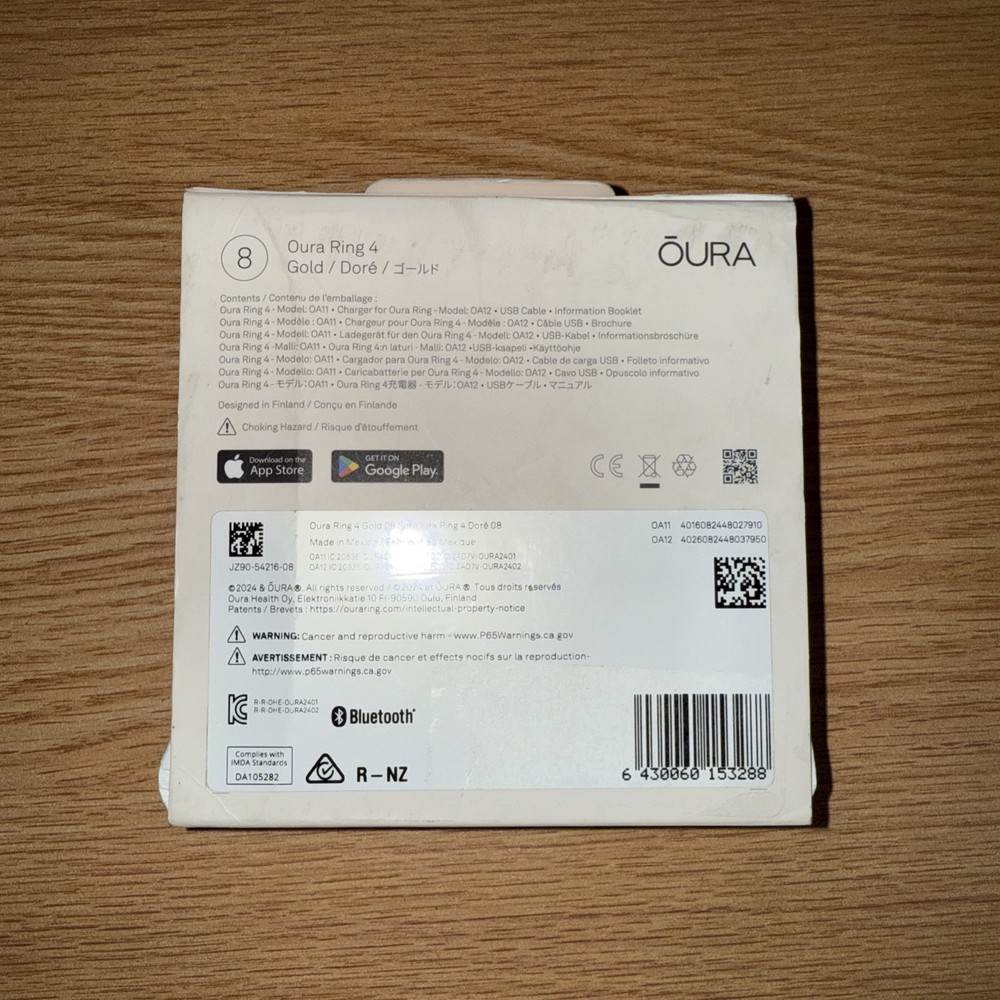 8
Oura Ring 4
Gold / Doré / ゴールド
ŌURA
Contents / Contenu de l'emballage :
Oura Ring 4 - Model: OA11 • Charger for Oura Ring - Model: OA12 • USB Cable • Information Booklet
Oura Ring 4 - Modèle : OA11 • Chargeur pour Oura Ring 4 - Modèle : OA12 • Câble USB • Brochure
Oura Ring 4 - Modell: OA11 • Ladegerät für den Oura Ring 4 - Modell: OA12 • USB-Kabel • Informationsbroschüre
Oura Ring 4 -Malli: OA11 • Oura Ring 4:n laturi - Malli: OA12 •USB-kaapeli •Käyttöohje
Oura Ring 4 - Modelo: OA11 • Cargador para Oura Ring 4 - Modelo: OA12 • Cable de carga USB • Folleto informativo
Oura Ring 4 - Modello: OA11 • Caricabatterie per Oura Ring 4 - Modello: OA12 • Cavo USB • Opuscolo informativo
Oura Ring 4 - モデル: OA11 • Oura Ring 4充電器 - モデル: OA12 • USBケーブル • マニュアル
Designed in Finland / Conçu en Finlande
Choking Hazard / Risque d'étouffement
Download on the
App Store
GET IT ON
Google Play
CE
Oura Ring 4 Gold Ring 4 Doré 08
OA11 4016082448027910
Made in Mexico
OA12 4026082448037950
JZ90-54216-08
©2024 & ŌURA®. All rights reserved / ©2024 et ŌURA®. Tous droits réservés
Oura Health Oy, Elektroniikkatie 10 FI-90590 Oulu, Finland
Patents / Brevets : https://ouraring.com/intellectual-property-notice
WARNING: Cancer and reproductive harm - www.P65Warnings.ca.gov
AVERTISSEMENT : Risque de cancer et effects nocifs sur la reproduction-
http://www.p65warnings.ca.gov
R-R-OHE-OURA2401
R-R-OHE-OURA2402
Bluetooth®
Complies with
IMDA Standards
DA105282
R-NZ
6 430060 153288